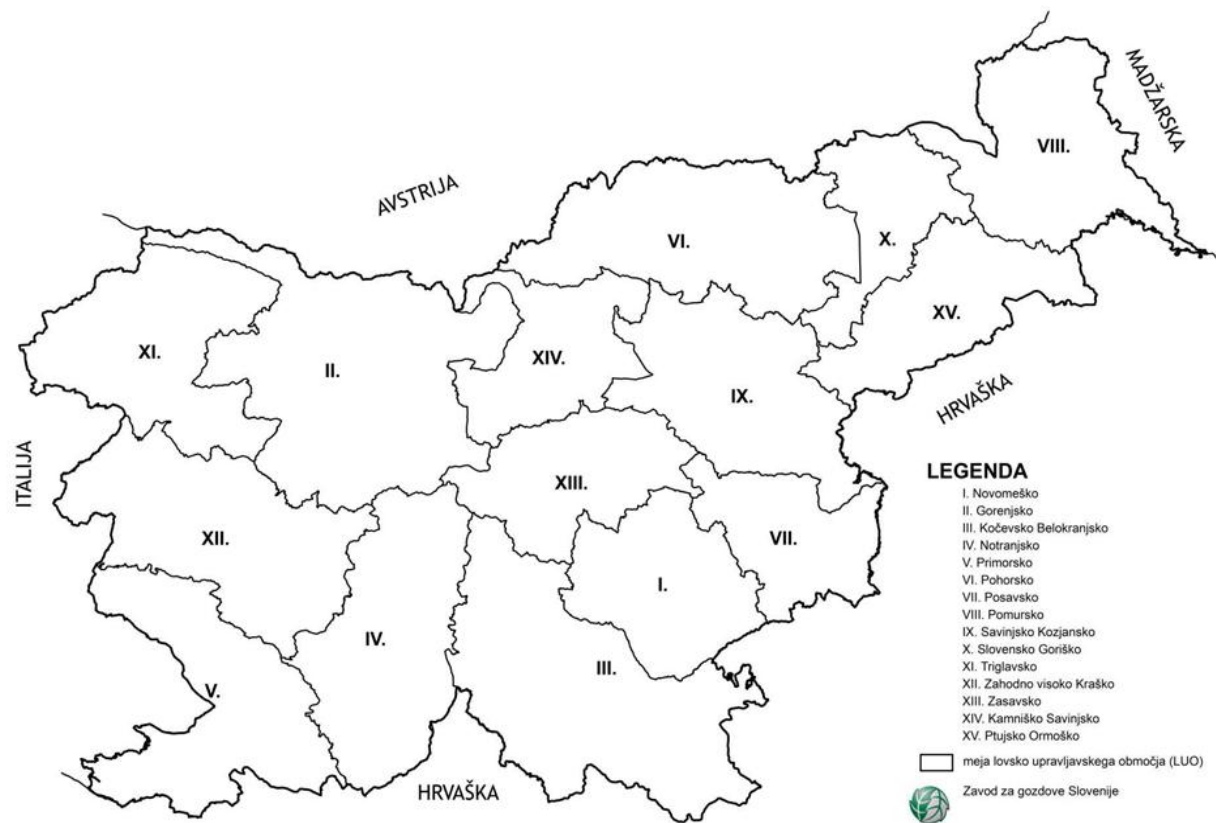 MADŽARSKA
VIII.
AVSTRIJA
VI.
X.
XV.
XI.
II.
XIV.
IX.
HRVAŠKA
ITALIJA
XIII.
XII.
VII.
I.
IV.
III.
V.
HRVAŠKA
LEGENDA
I. Novomeško
II. Gorenjsko
III. Kočevsko Belokranjsko
IV. Notranjsko
V. Primorsko
VI. Pohorsko
VII. Posavsko
VIII. Pomursko
IX. Savinjsko Kozjansko
X. Slovensko Goriško
XI. Triglavsko
XII. Zahodno visoko Kraško
XIII. Zasavsko
XIV. Kamniško Savinjsko
XV. Ptujsko Ormoško
meja lovsko upravljavskega območja (LUO)
Zavod za gozdove Slovenije